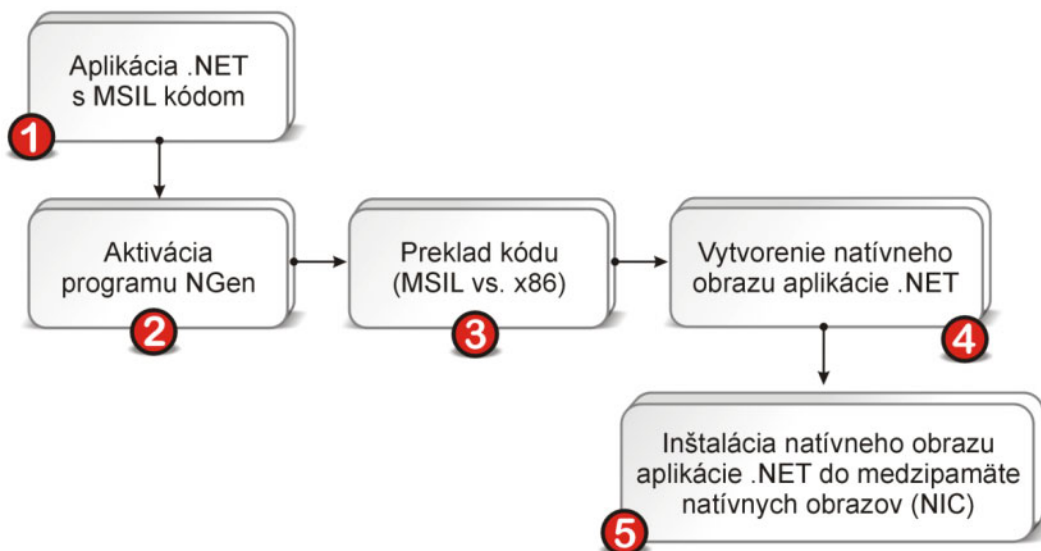 Aplikácia .NET
s MSIL kódom
1
Aktivácia
programu NGen
2
Preklad kódu
(MSIL vs. x86)
3
Vytvorenie natívneho
obrazu aplikácie .NET
4
Inštalácia natívneho obrazu
aplikácie .NET do medzipamäte
natívnych obrazov (NIC)
5